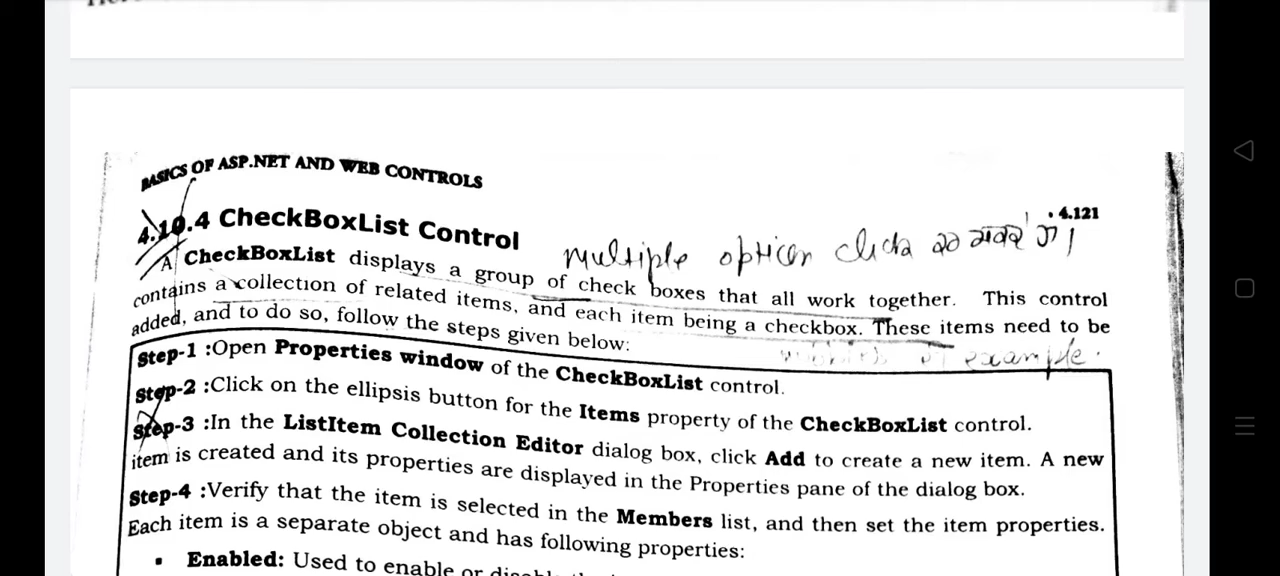 BASICS OF ASP.NET AND WEB CONTROLS
• 4.121
4.10.4 CheckBoxList Control
Multiple option click
A CheckBoxList displays a group of check boxes that all work together. This control
contains a collection of related items, and each item being a checkbox. These items need to be
added, and to do so, follow the steps given below:
of example.
Step-1 :Open Properties window of the CheckBoxList control.
Step-2 :Click on the ellipsis button for the Items property of the CheckBoxList control.
Step-3 :In the ListItem Collection Editor dialog box, click Add to create a new item. A new
item is created and its properties are displayed in the Properties pane of the dialog box.
Step-4 :Verify that the item is selected in the Members list, and then set the item properties.
Each item is a separate object and has following properties:
▪ Enabled: Used to enable or